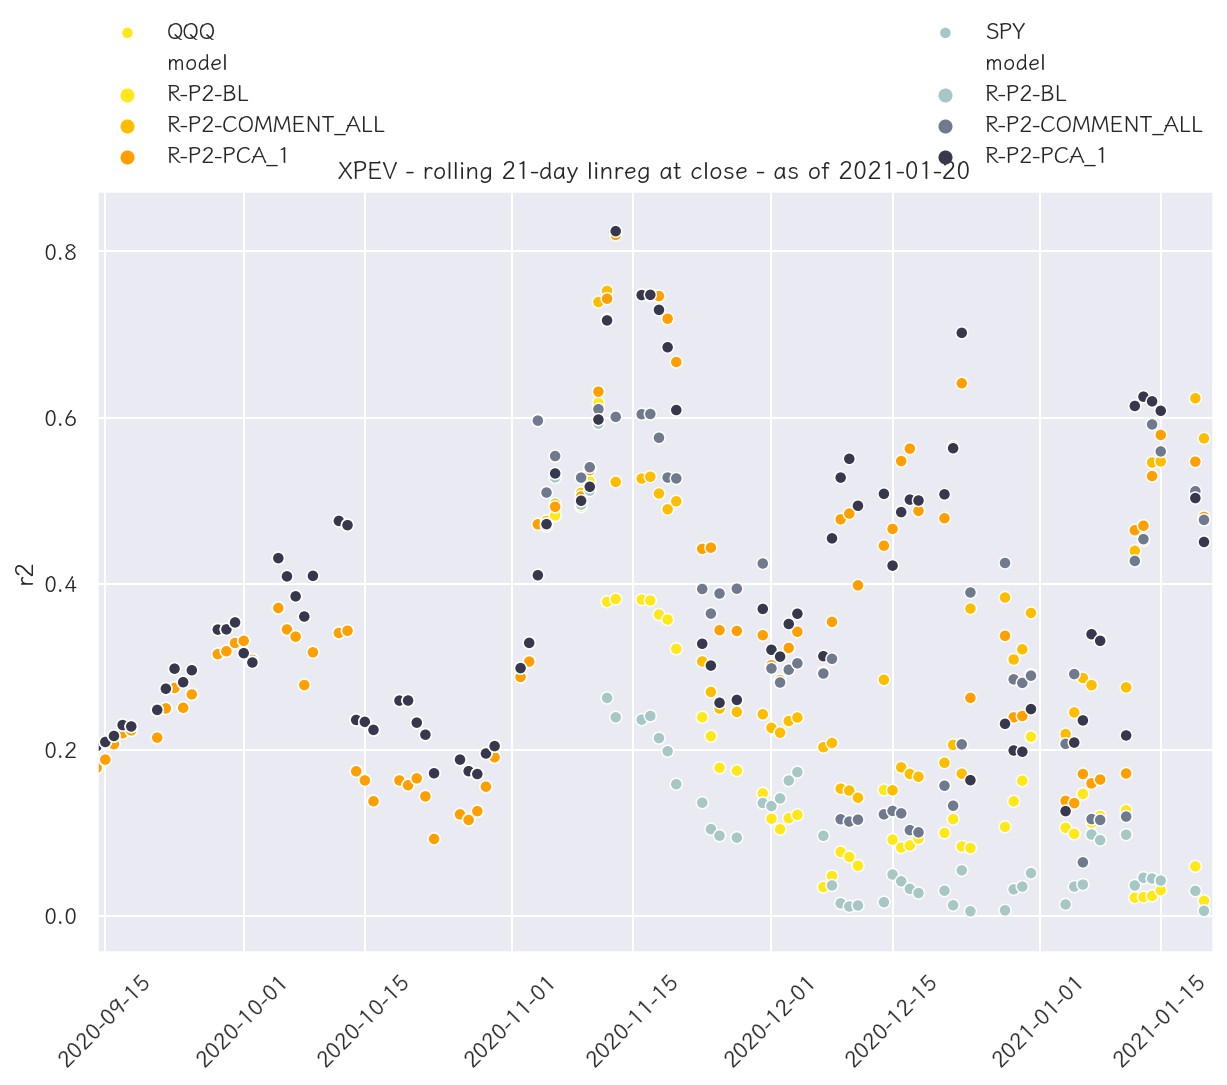 QQQ
model
R-P2-BL
R-P2-COMMENT_ALL
R-P2-PCA_1
SPY
model
R-P2-BL
R-P2-COMMENT_ALL
R-P2-PCA_1
XPEV - rolling 21-day linreg at close - as of 2021-01-20
r2
0.8
0.6
0.4
0.2
0.0
2020-09-15
2020-10-01
2020-10-15
2020-11-01
2020-11-15
2020-12-01
2020-12-15
2021-01-01
2021-01-15